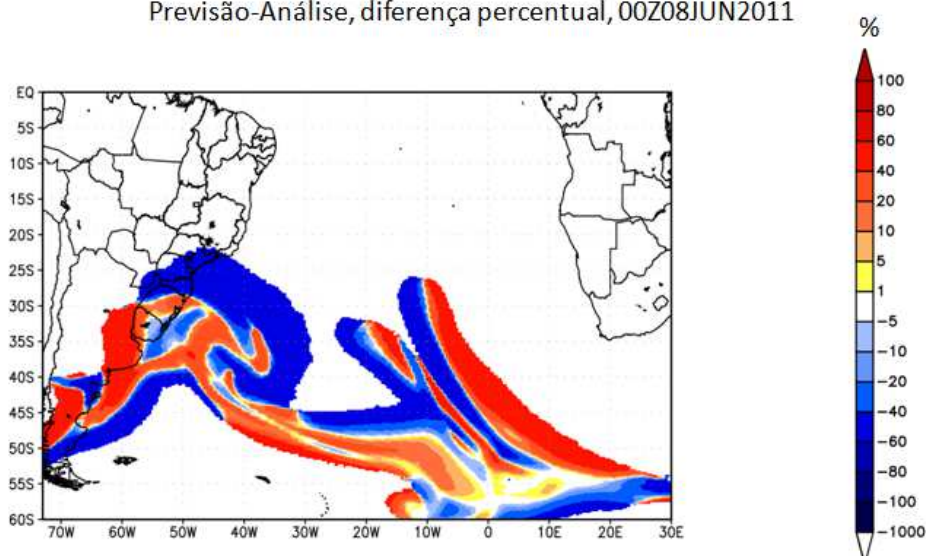 Previsão-Análise, diferença percentual, 00Z08JUN2011
%
100
80
60
40
20
10
5
1
-5
-10
-20
-40
-60
-80
-100
-1000
EQ
5S
10S
15S
20S
25S
30S
35S
40S
45S
50S
55S
60S
70W 60W 50W 40W 30W 20W 10W 0 10E 20E 30E